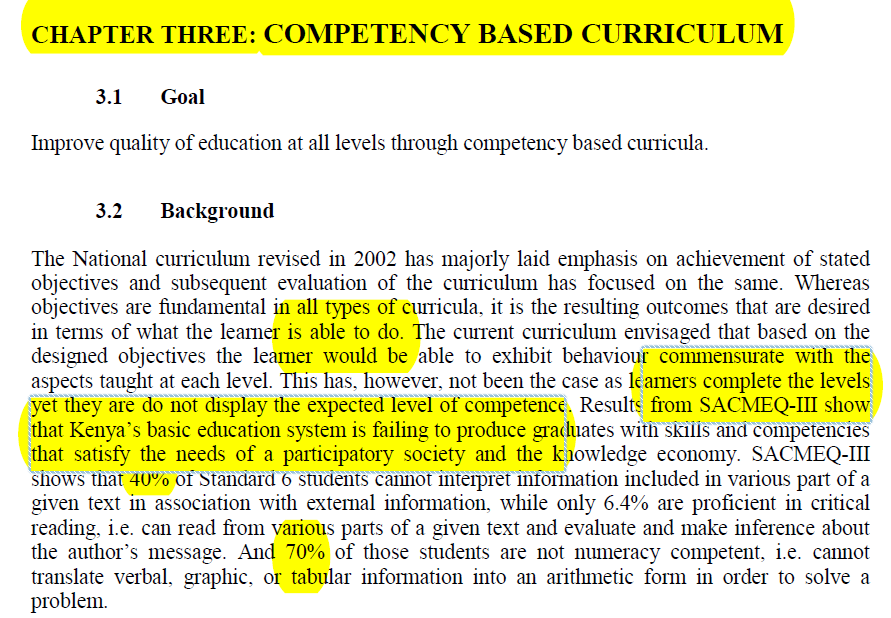 CHAPTER THREE: COMPETENCY BASED CURRICULUM
3.1 Goal
Improve quality of education at all levels through competency based curricula.
3.2 Background
The National curriculum revised in 2002 has majorly laid emphasis on achievement of stated
objectives and subsequent evaluation of the curriculum has focused on the same. Whereas
objectives are fundamental in all types of curricula, it is the resulting outcomes that are desired
in terms of what the learner is able to do. The current curriculum envisaged that based on the
designed objectives the learner would be able to exhibit behaviour commensurate with the
aspects taught at each level. This has, however, not been the case as learners complete the levels
yet they are do not display the expected level of competence. Results from SACMEQ-III show
that Kenya's basic education system is failing to produce graduates with skills and competencies
that satisfy the needs of a participatory society and the knowledge economy. SACMEQ-III
shows that 40% of Standard 6 students cannot interpret information included in various part of a
given text in association with external information, while only 6.4% are proficient in critical
reading, i.e. can read from various parts of a given text and evaluate and make inference about
the author's message. And 70% of those students are not numeracy competent, i.e. cannot
translate verbal, graphic, or tabular information into an arithmetic form in order to solve a
problem.